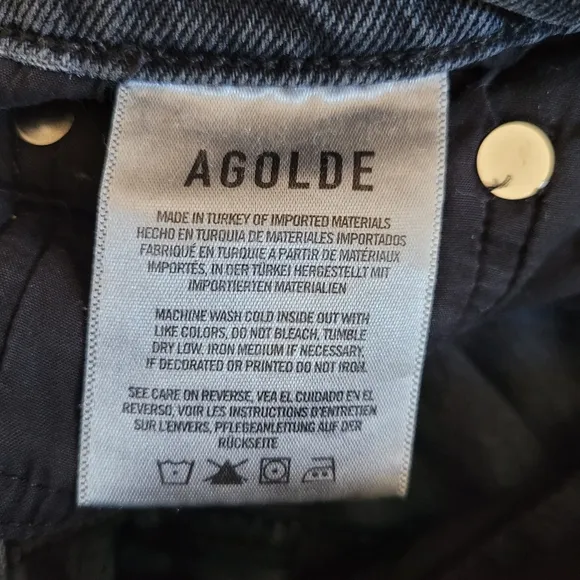 AGOLDE
MADE IN TURKEY OF IMPORTED MATERIALS
HECHO EN TURQUIA DE MATERIALES IMPORTADOS
FABRIQUÉ EN TURQUIE A PARTIR DE MATÉRIAUX
IMPORTÉS, IN DER TÜRKEI HERGESTELLT MIT
IMPORTIERTEN MATERIALIEN
MACHINE WASH COLD INSIDE OUT WITH
LIKE COLORS, DO NOT BLEACH, TUMBLE
DRY LOW. IRON MEDIUM IF NECESSARY.
IF DECORATED OR PRINTED DO NOT IRON.
SEE CARE ON REVERSE, VEA EL CUIDADO EN EL
REVERSO, VOIR LES INSTRUCTIONS D'ENTRETIEN
SUR L'ENVERS, PFLEGEANLEITUNG AUF DER
RÜCKSEITE